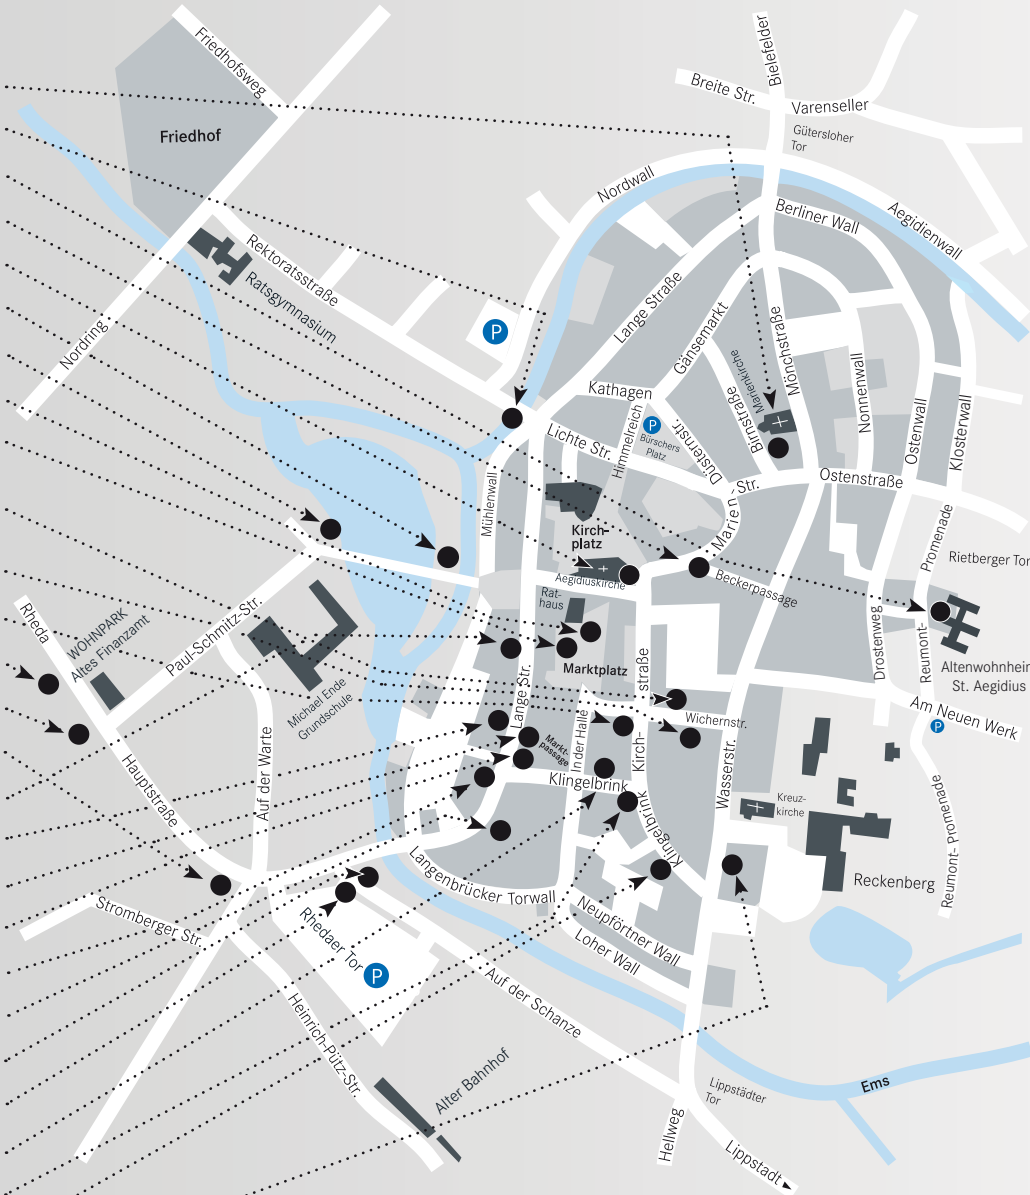 Friedhofsweg
Friedhof
Bielefelder
Breite Str.
Varenseller
Gütersloher
Tor
Nordwall
Berliner Wall
Aegidienwall
Rektoratsstraße
Ratsgymnasium
Nordring
P
Lange Straße
Gänsemarkt
Mönchstraße
Marienkirche
Birnstraße
Nonnenwall
Kathagen
Himmelreich
P
Bürschers
Platz
Düsternstr.
Lichte Str.
Marien-Str.
Ostenstraße
Ostenwall
Klosterwall
Mühlenwall
Kirch-
platz
Aegidiuskirche
Rat-
haus
Beckerpassage
Promenade
Reumont-
Rietberger Tor
Drostenweg
Altenwohnheim
St. Aegidius
Am Neuen Werk
P
Rheda
WOHNPARK
Altes Finanzamt
Paul-Schmitz-Str.
Michael Ende
Grundschule
Marktplatz
Lange Str.
Markt-
passage
In der Halle
Kirch-
straße
Wichernstr.
Wasserstr.
Klingelbrink
Klingelbrink
Kreuz-
kirche
Reckenberg
Reumont-Promenade
Hauptstraße
Auf der Warte
Langenbrücker Torwall
Neupförtner Wall
Loher Wall
Stromberger Str.
Rhedaer Tor
P
Auf der Schanze
Heinrich-Pütz-Str.
Alter Bahnhof
Ems
Lippstädter
Tor
Hellweg
Lippstadt